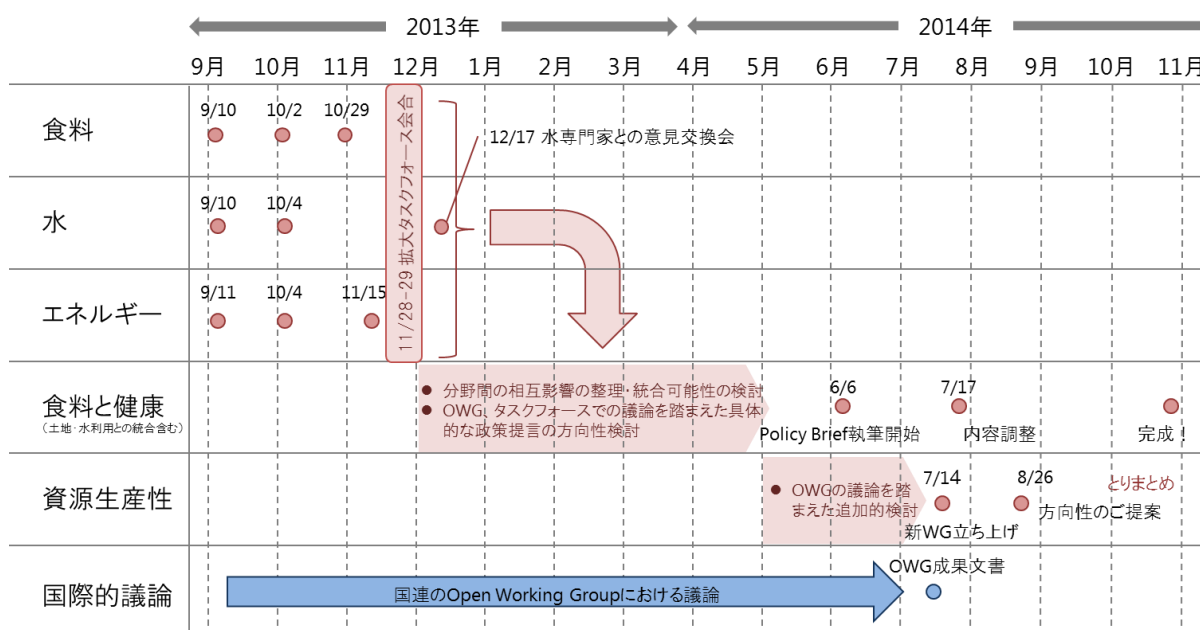 2013年 2014年
9月 10月 11月 12月 1月 2月 3月 4月 5月 6月 7月 8月 9月 10月 11月
食料
9/10 10/2 10/29
11/28-29 拡大タスクフォース会合
12/17 水専門家との意見交換会
水
9/10 10/4
エネルギー
9/11 10/4 11/15
食料と健康
(土地・水利用との統合含む)
● 分野間の相互影響の整理・統合可能性の検討
● OWG、タスクフォースでの議論を踏まえた具体
的な政策提言の方向性検討
6/6 7/17
Policy Brief執筆開始 内容調整 完成！
資源生産性
● OWGの議論を踏
まえた追加的検討
7/14 8/26 とりまとめ
新WG立ち上げ 方向性のご提案
国際的議論
国連のOpen Working Groupにおける議論
OWG成果文書